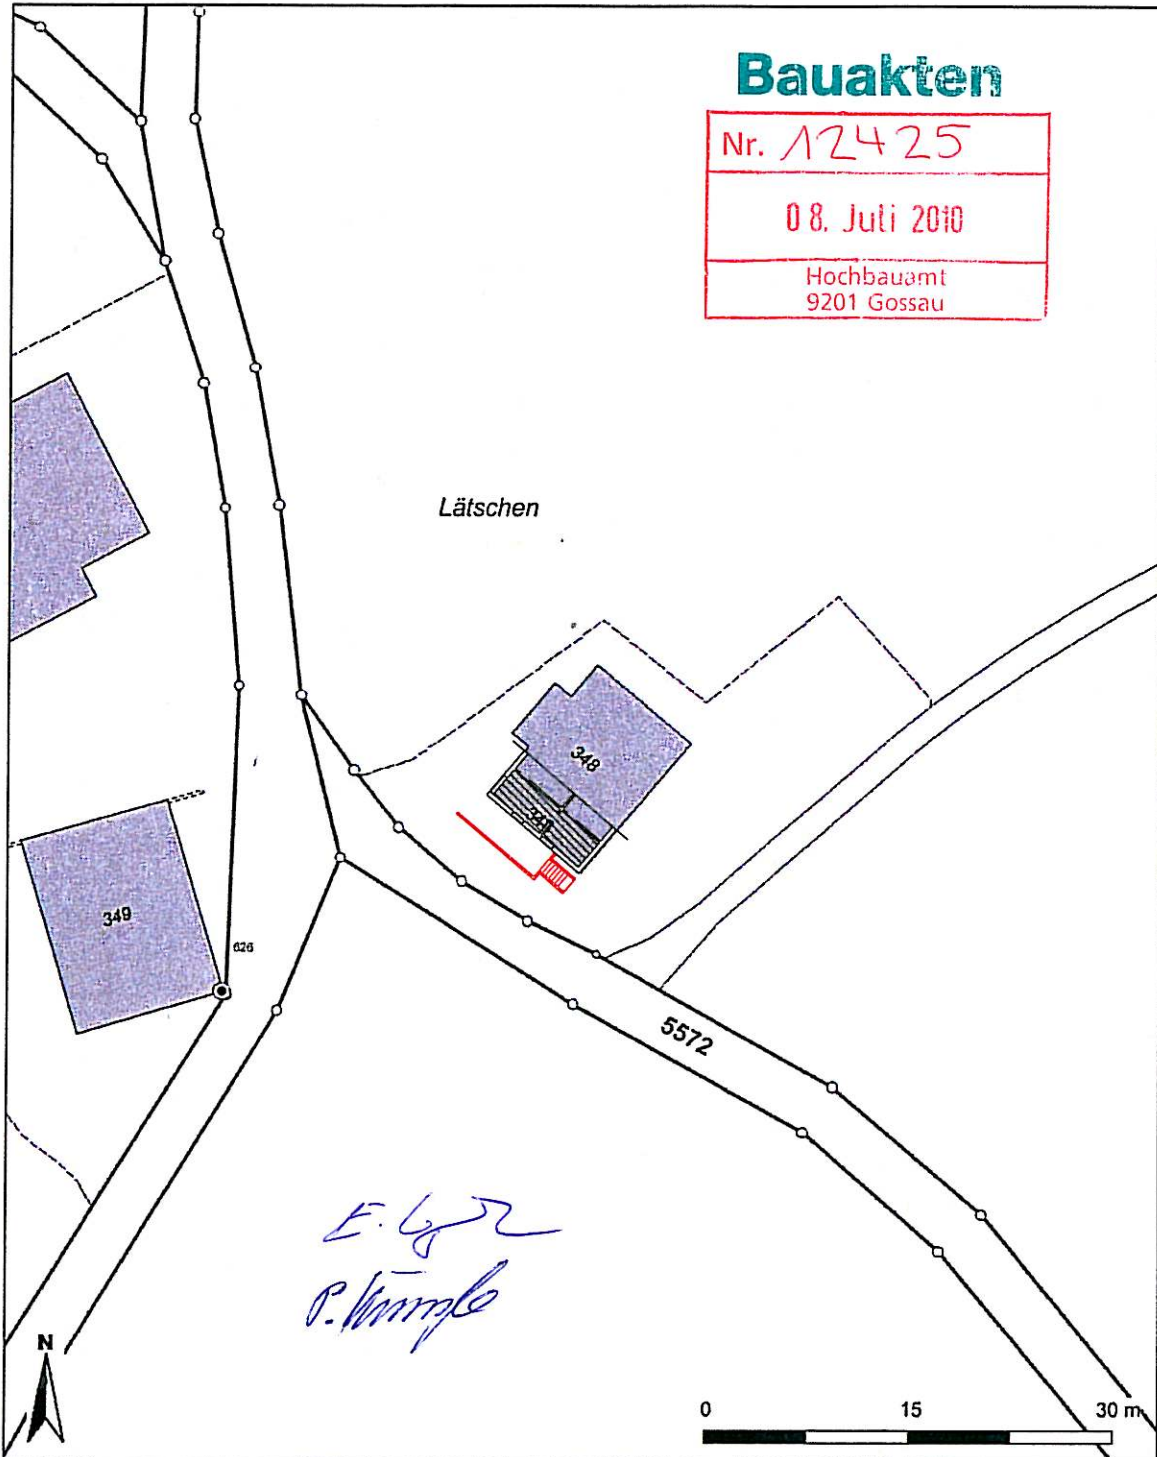 Bauakten
Nr. 12425
08. Juli 2010
Hochbauamt
9201 Gossau
Lätschen
348
349
626
5572
E.
P.
N
0 15 30 m